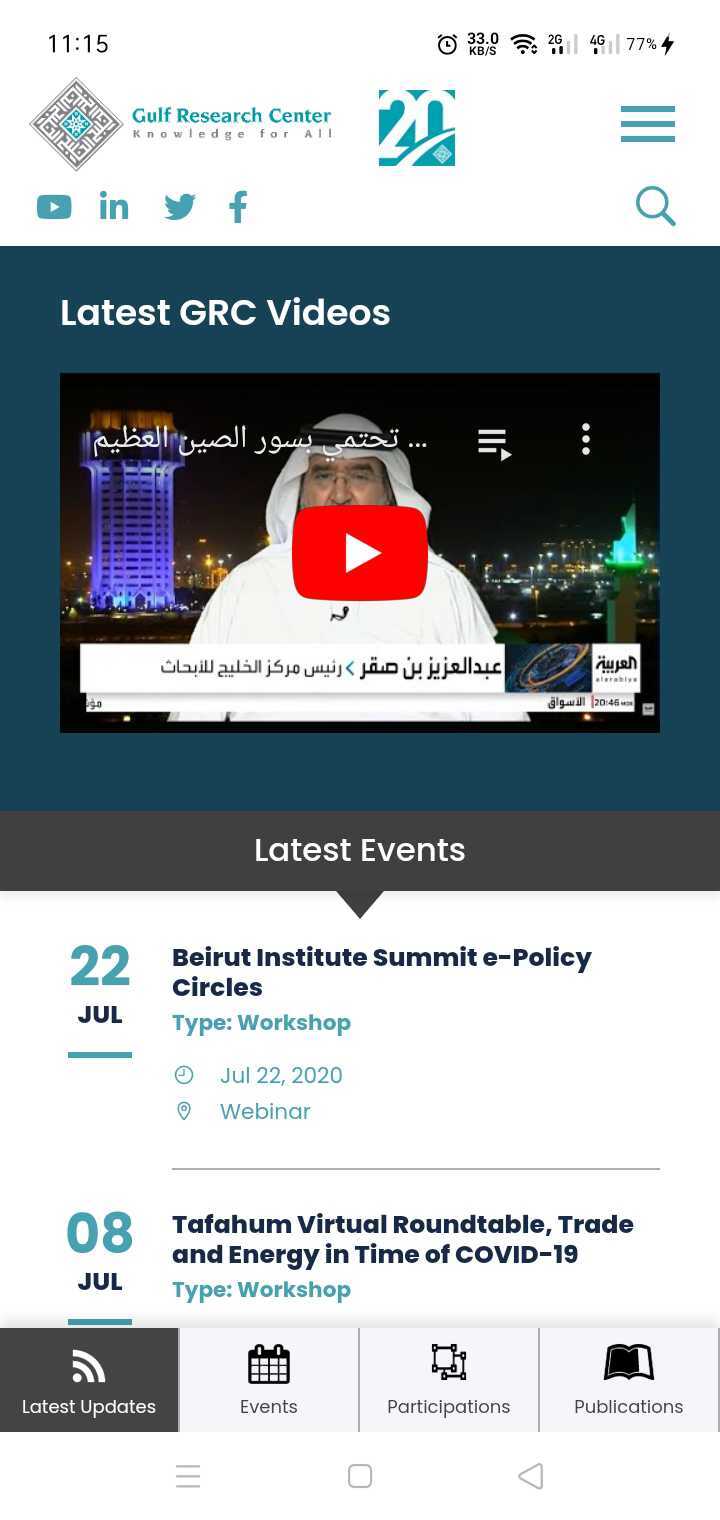 11:15
33.0 KB/S
2G
4G
77%
Gulf Research Center
Knowledge for All
20
Latest GRC Videos
تحتمي بسور الصين العظيم ...
عبدالعزيز بن صقر > رئيس مركز الخليج للأبحاث
العربية
alarabiya
الأسواق
20:46
Latest Events
22
JUL
Beirut Institute Summit e-Policy
Circles
Type: Workshop
Jul 22, 2020
Webinar
08
JUL
Tafahum Virtual Roundtable, Trade
and Energy in Time of COVID-19
Type: Workshop
Latest Updates
Events
Participations
Publications